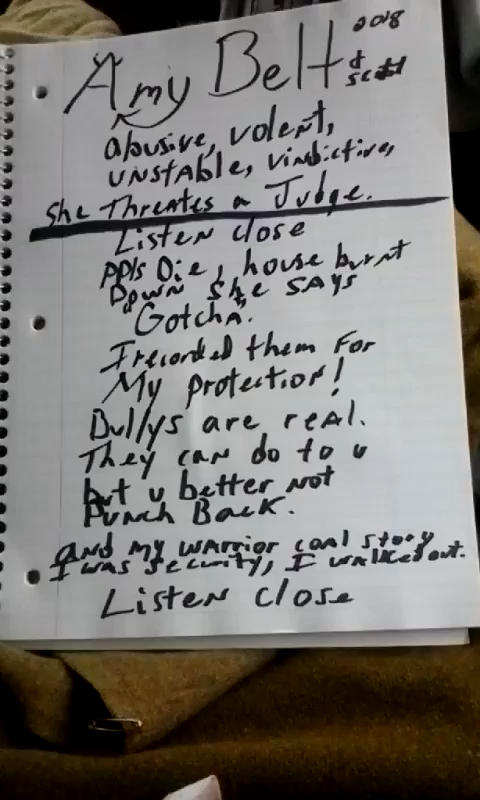 2018
Amy Belt & scott
abusive, volent,
unstable, vindictive,
she Threates a Judge.
Listen close
ppls Die, house burnt
Down she says
"Gotcha".
I recorded them For
My protection!
Bullys are real.
They can do to u
but u better not
Punch Back.
and my warrior coal story
I was security, I walked out.
Listen close